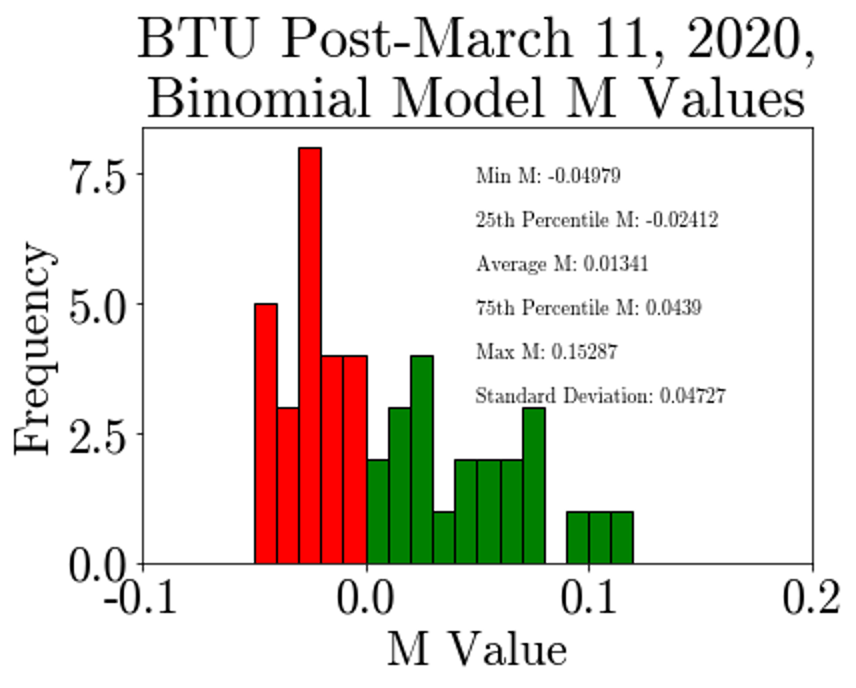 BTU Post-March 11, 2020,
Binomial Model M Values
7.5
5.0
2.5
0.0
Frequency
Min M: -0.04979
25th Percentile M: -0.02412
Average M: 0.01341
75th Percentile M: 0.0439
Max M: 0.15287
Standard Deviation: 0.04727
-0.1 0.0 0.1 0.2
M Value